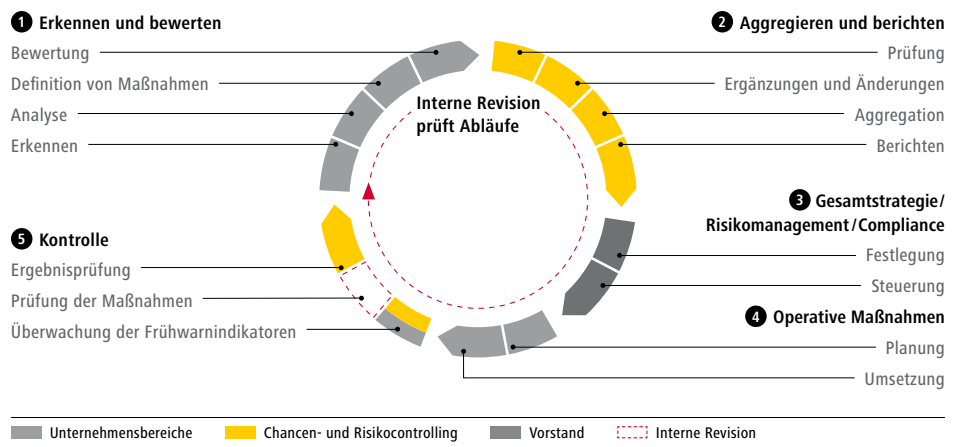 1 Erkennen und bewerten
Bewertung
Definition von Maßnahmen
Analyse
Erkennen
2 Aggregieren und berichten
Prüfung
Ergänzungen und Änderungen
Aggregation
Berichten
Interne Revision
prüft Abläufe
3 Gesamtstrategie/
Risikomanagement/Compliance
Festlegung
Steuerung
4 Operative Maßnahmen
Planung
Umsetzung
5 Kontrolle
Ergebnisprüfung
Prüfung der Maßnahmen
Überwachung der Frühwarnindikatoren
Unternehmensbereiche Chancen- und Risikocontrolling Vorstand Interne Revision